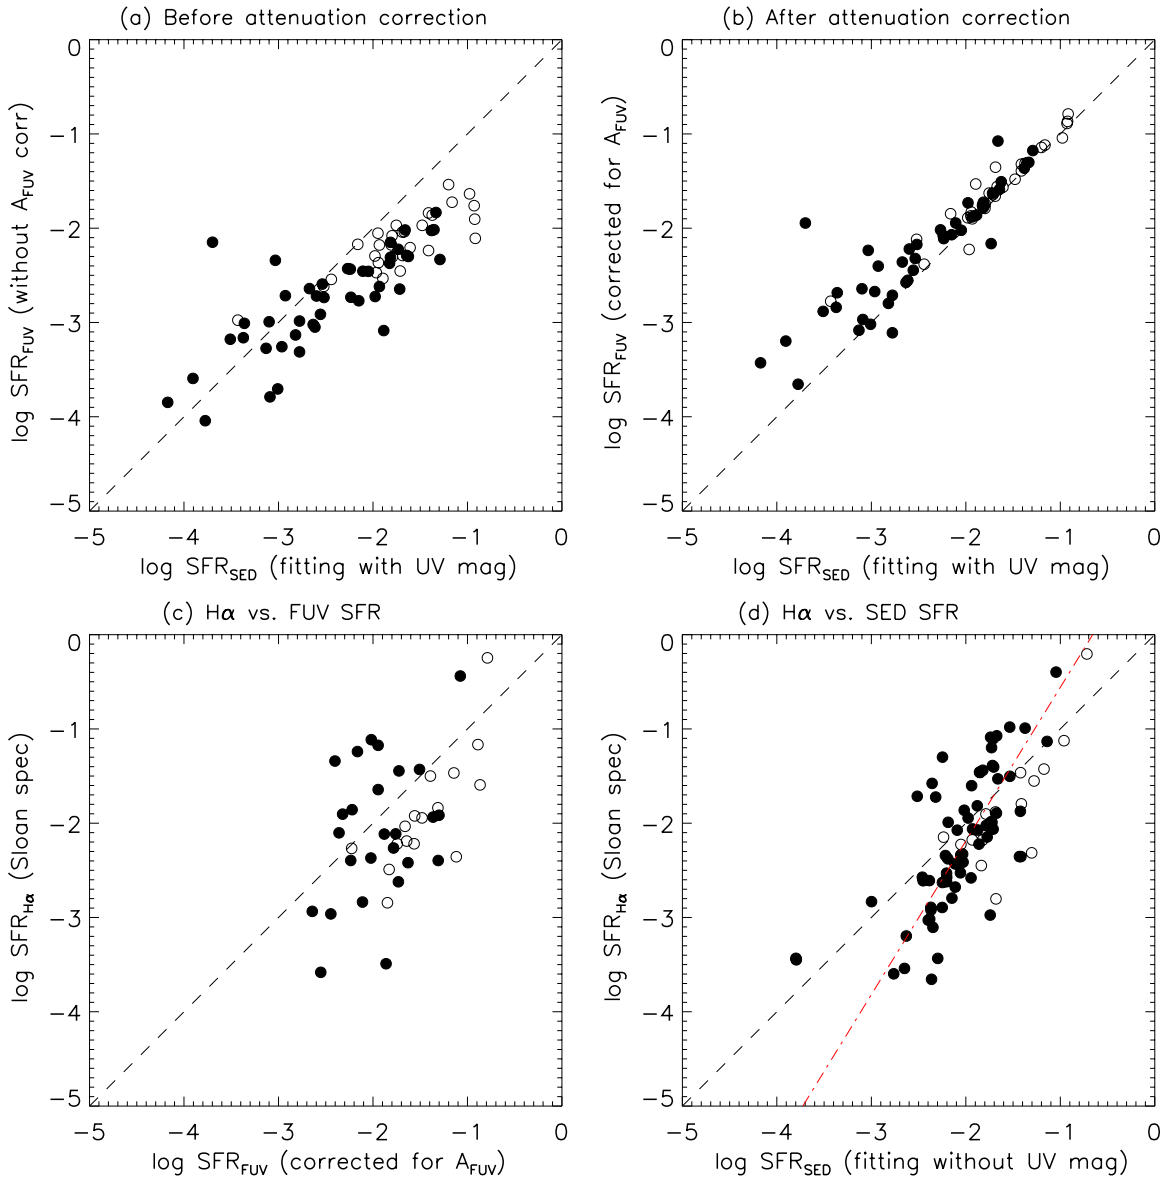 (a) Before attenuation correction
0
−1
−2
−3
−4
−5
log SFR_FUV (without A_FUV corr)
−5 −4 −3 −2 −1 0
log SFR_SED (fitting with UV mag)
(b) After attenuation correction
0
−1
−2
−3
−4
−5
log SFR_FUV (corrected for A_FUV)
−5 −4 −3 −2 −1 0
log SFR_SED (fitting with UV mag)
(c) Hα vs. FUV SFR
0
−1
−2
−3
−4
−5
log SFR_Hα (Sloan spec)
−5 −4 −3 −2 −1 0
log SFR_FUV (corrected for A_FUV)
(d) Hα vs. SED SFR
0
−1
−2
−3
−4
−5
log SFR_Hα (Sloan spec)
−5 −4 −3 −2 −1 0
log SFR_SED (fitting without UV mag)